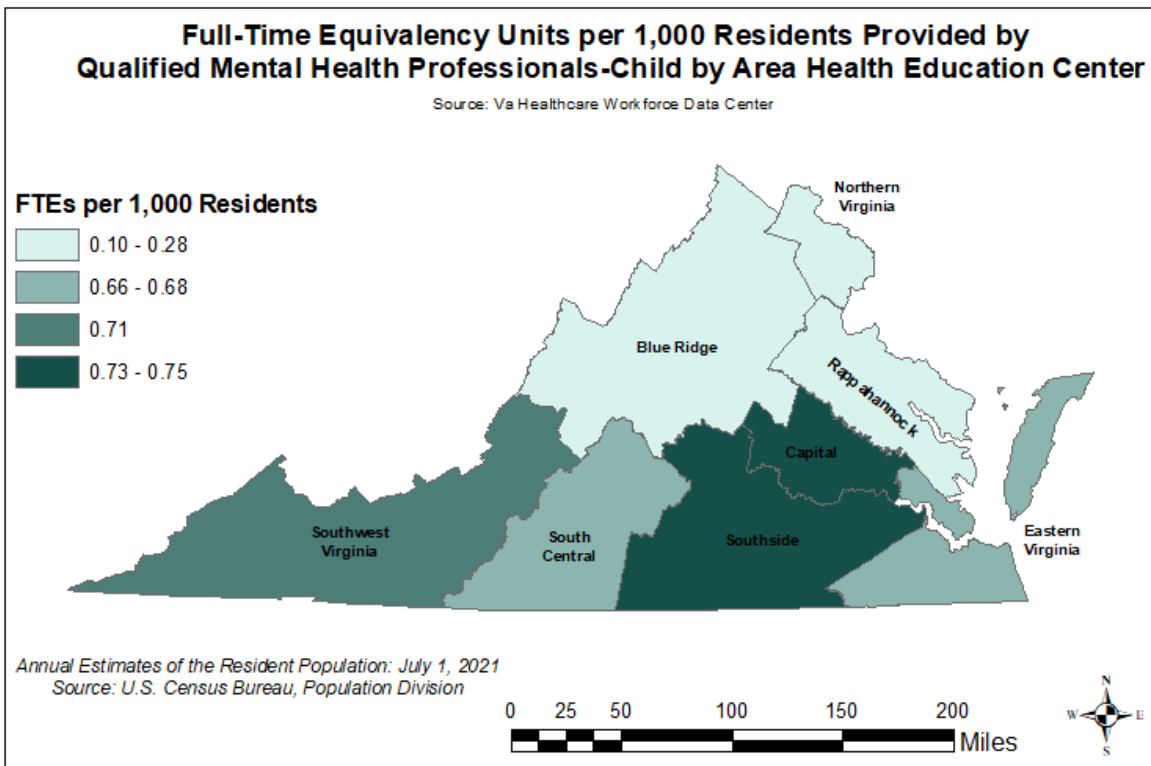 Full-Time Equivalency Units per 1,000 Residents Provided by
Qualified Mental Health Professionals-Child by Area Health Education Center
Source: Va Healthcare Workforce Data Center
FTEs per 1,000 Residents
0.10 - 0.28
0.66 - 0.68
0.71
0.73 - 0.75
Northern
Virginia
Blue Ridge
Rappahannock
Capital
Southwest
Virginia
South
Central
Southside
Eastern
Virginia
Annual Estimates of the Resident Population: July 1, 2021
Source: U.S. Census Bureau, Population Division
0 25 50 100 150 200
Miles
N
W E
S